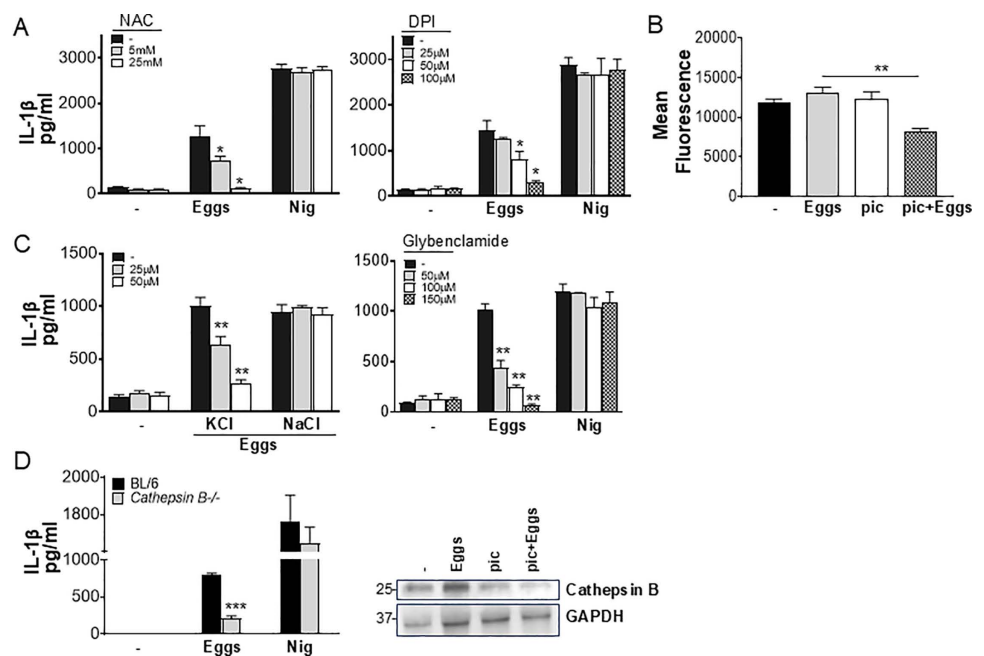 A
NAC
-
5mM
25mM
IL-1β
pg/ml
3000
2000
1000
0
-
Eggs
Nig
DPI
-
25μM
50μM
100μM
3000
2000
1000
0
*
*
*
*
-
Eggs
Nig
B
Mean
Fluorescence
20000
15000
10000
5000
0
**
-
Eggs
pic
pic+Eggs
C
-
25μM
50μM
IL-1β
pg/ml
1500
1000
500
0
**
**
-
KCl
NaCl
Eggs
Glybenclamide
-
50μM
100μM
150μM
1500
1000
500
0
**
**
**
-
Eggs
Nig
D
BL/6
Cathepsin B-/-
IL-1β
pg/ml
2000
1800
1000
500
0
***
-
Eggs
Nig
- Eggs pic pic+Eggs
25- Cathepsin B
37- GAPDH